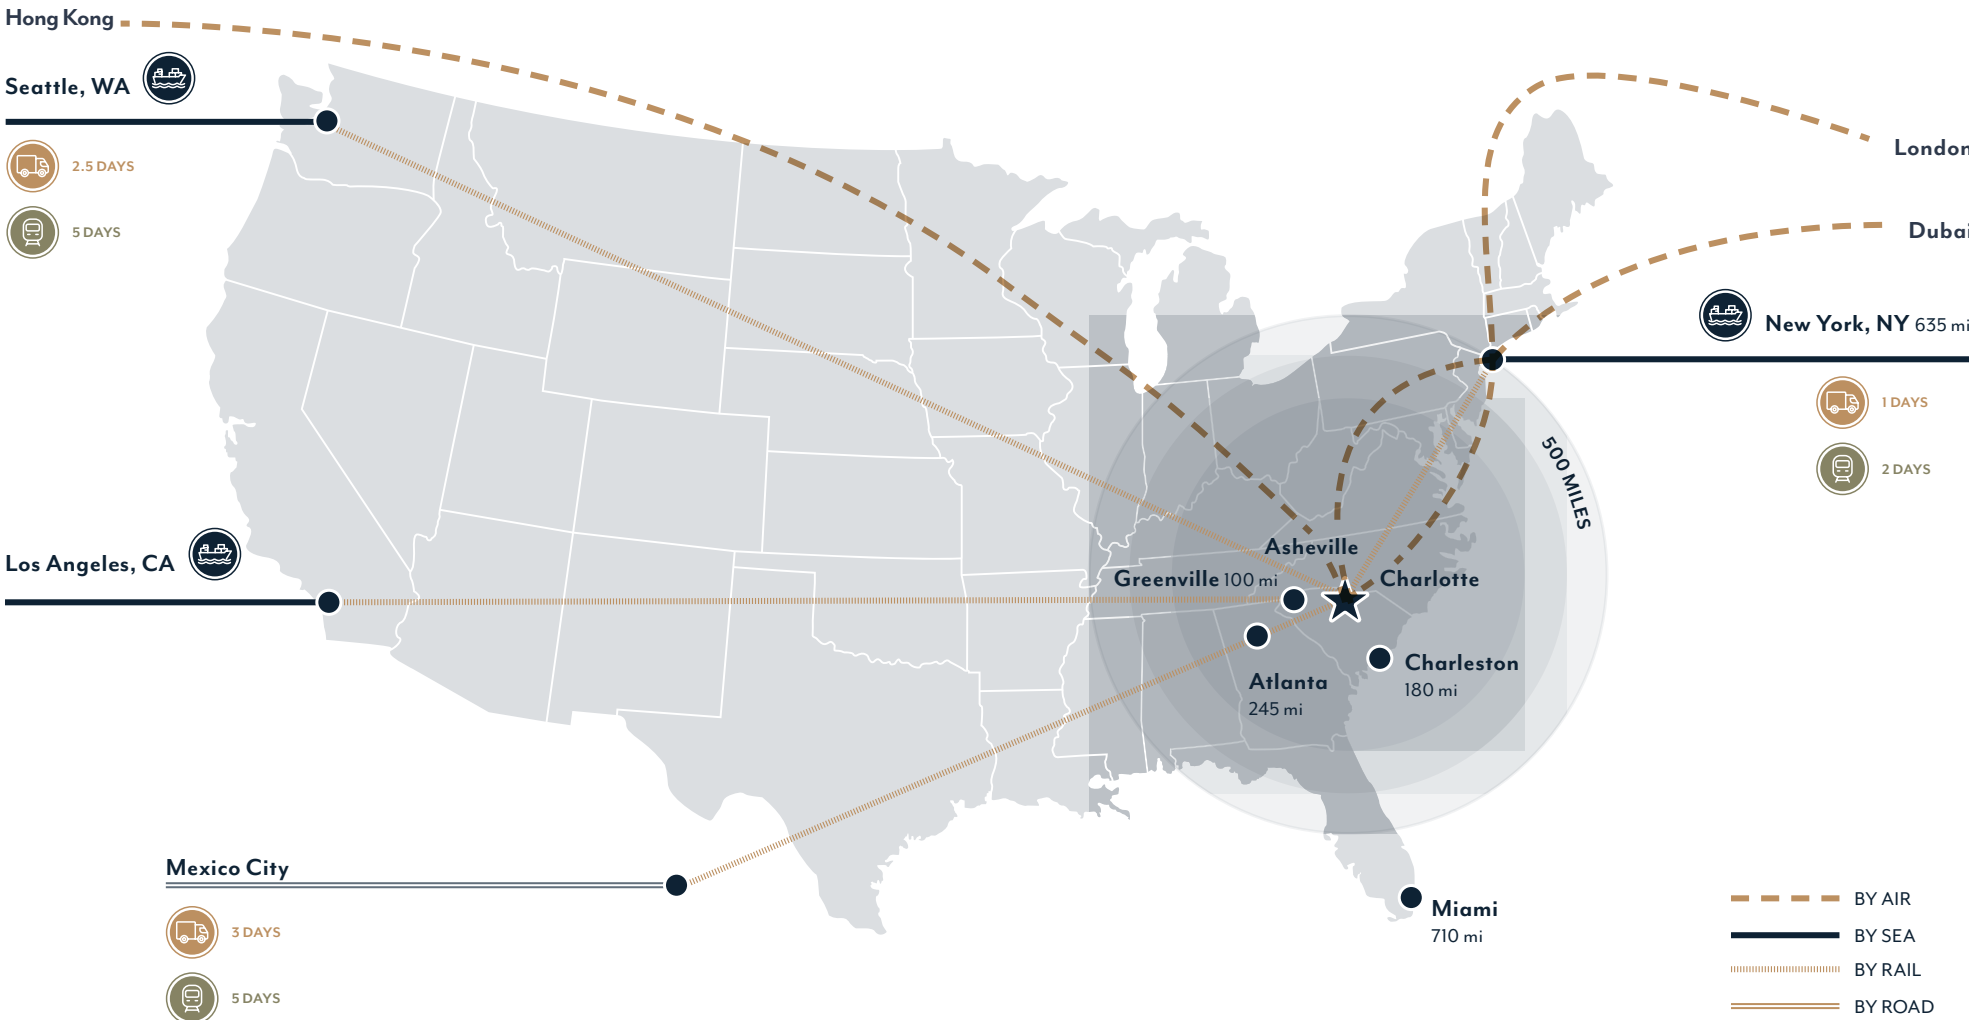 Hong Kong
Seattle, WA
2.5 DAYS
5 DAYS
London
Dubai
New York, NY 635 mi
1 DAYS
2 DAYS
500 MILES
Los Angeles, CA
Asheville
Greenville 100 mi
Charlotte
Charleston
180 mi
Atlanta
245 mi
Mexico City
3 DAYS
5 DAYS
Miami
710 mi
BY AIR
BY SEA
BY RAIL
BY ROAD